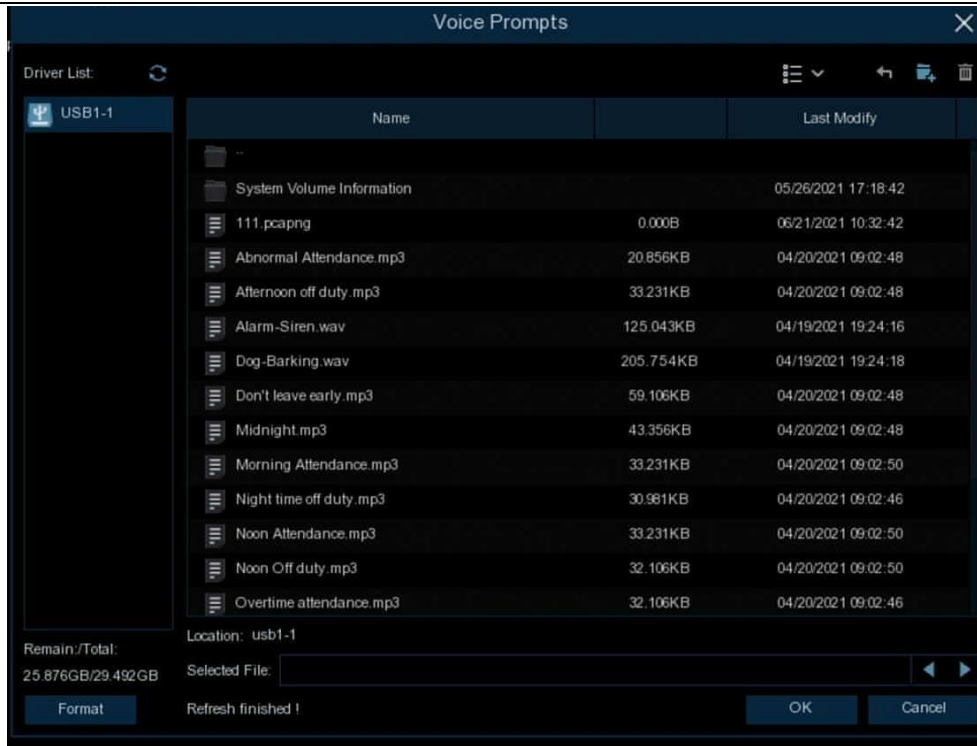 Voice Prompts
Driver List:
USB1-1
Name Last Modify
..
System Volume Information 05/26/2021 17:18:42
111.pcapng 0.000B 06/21/2021 10:32:42
Abnormal Attendance.mp3 20.856KB 04/20/2021 09:02:48
Afternoon off duty.mp3 33.231KB 04/20/2021 09:02:48
Alarm-Siren.wav 125.043KB 04/19/2021 19:24:16
Dog-Barking.wav 205.754KB 04/19/2021 19:24:18
Don't leave early.mp3 59.106KB 04/20/2021 09:02:48
Midnight.mp3 43.356KB 04/20/2021 09:02:48
Morning Attendance.mp3 33.231KB 04/20/2021 09:02:50
Night time off duty.mp3 30.981KB 04/20/2021 09:02:46
Noon Attendance.mp3 33.231KB 04/20/2021 09:02:50
Noon Off duty.mp3 32.106KB 04/20/2021 09:02:50
Overtime attendance.mp3 32.106KB 04/20/2021 09:02:46
Location: usb1-1
Remain:/Total:
25.876GB/29.492GB
Selected File:
Format
Refresh finished !
OK
Cancel